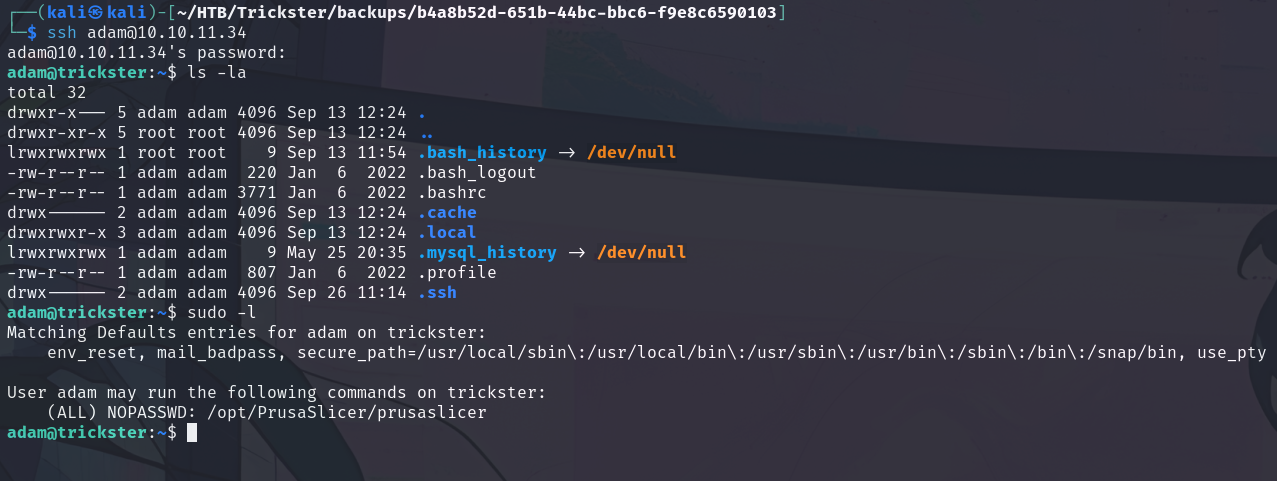 ┌──(kali㉿kali)-[~/HTB/Trickster/backups/b4a8b52d-651b-44bc-bbc6-f9e8c6590103]
└─$ ssh adam@10.10.11.34
adam@10.10.11.34's password:
adam@trickster:~$ ls -la
total 32
drwxr-x--- 5 adam adam 4096 Sep 13 12:24 .
drwxr-xr-x 5 root root 4096 Sep 13 12:24 ..
lrwxrwxrwx 1 root root    9 Sep 13 11:54 .bash_history -> /dev/null
-rw-r--r-- 1 adam adam  220 Jan  6  2022 .bash_logout
-rw-r--r-- 1 adam adam 3771 Jan  6  2022 .bashrc
drwx------ 2 adam adam 4096 Sep 13 12:24 .cache
drwxrwxr-x 3 adam adam 4096 Sep 13 12:24 .local
lrwxrwxrwx 1 adam adam    9 May 25 20:35 .mysql_history -> /dev/null
-rw-r--r-- 1 adam adam  807 Jan  6  2022 .profile
drwx------ 2 adam adam 4096 Sep 26 11:14 .ssh
adam@trickster:~$ sudo -l
Matching Defaults entries for adam on trickster:
    env_reset, mail_badpass, secure_path=/usr/local/sbin\:/usr/local/bin\:/usr/sbin\:/usr/bin\:/sbin\:/bin\:/snap/bin, use_pty
User adam may run the following commands on trickster:
    (ALL) NOPASSWD: /opt/PrusaSlicer/prusaslicer
adam@trickster:~$